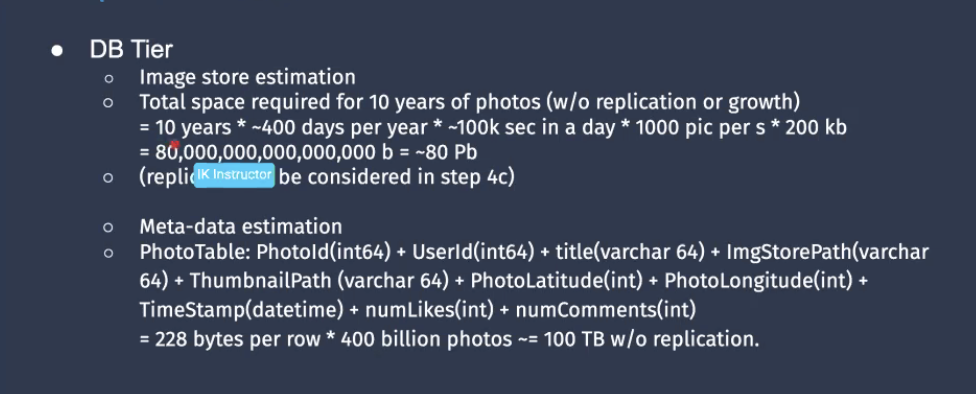 DB Tier
Image store estimation
Total space required for 10 years of photos (w/o replication or growth)
= 10 years * ~400 days per year * ~100k sec in a day * 1000 pic per s * 200 kb
= 80,000,000,000,000,000 b = ~80 Pb
(replic IK Instructor be considered in step 4c)
Meta-data estimation
PhotoTable: PhotoId(int64) + UserId(int64) + title(varchar 64) + ImgStorePath(varchar
64) + ThumbnailPath (varchar 64) + PhotoLatitude(int) + PhotoLongitude(int) +
TimeStamp(datetime) + numLikes(int) + numComments(int)
= 228 bytes per row * 400 billion photos ~= 100 TB w/o replication.